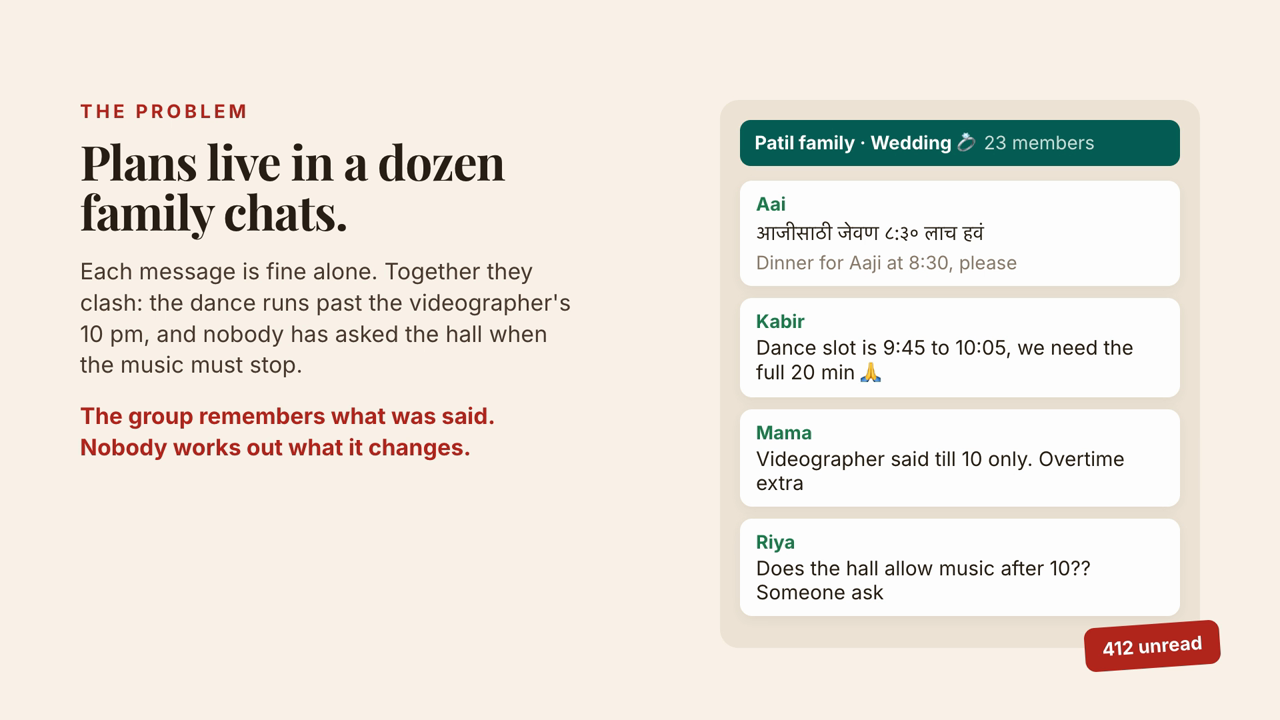 THE PROBLEM
Plans live in a dozen
family chats.
Each message is fine alone. Together they
clash: the dance runs past the videographer's
10 pm, and nobody has asked the hall when
the music must stop.
The group remembers what was said.
Nobody works out what it changes.
Patil family · Wedding 💍 23 members
Aai
आजीसाठी जेवण ८:३० लाच हवं
Dinner for Aaji at 8:30, please
Kabir
Dance slot is 9:45 to 10:05, we need the
full 20 min 🙏
Mama
Videographer said till 10 only. Overtime
extra
Riya
Does the hall allow music after 10??
Someone ask
412 unread